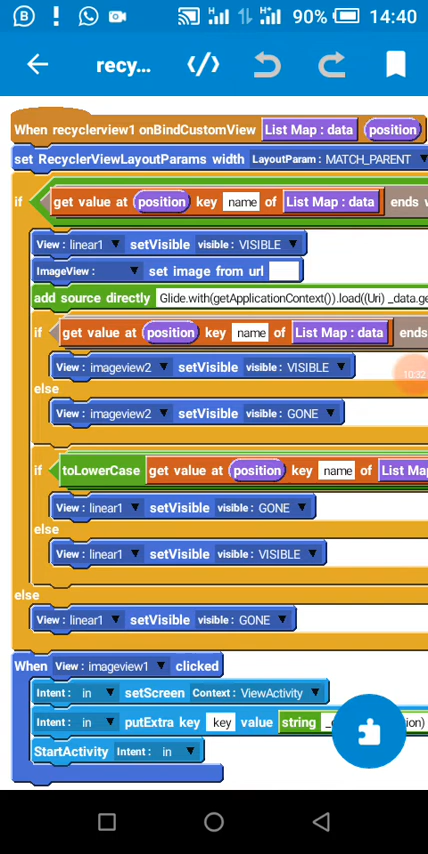 90% 14:40
recy... </>
When recyclerview1 onBindCustomView List Map : data position
set RecyclerViewLayoutParams width LayoutParam : MATCH_PARENT
if get value at position key name of List Map : data ends
View : linear1 setVisible visible : VISIBLE
ImageView : set image from url
add source directly Glide.with(getApplicationContext()).load((Uri) _data.ge
if get value at position key name of List Map : data ends
10:32
View : imageview2 setVisible visible : VISIBLE
else
View : imageview2 setVisible visible : GONE
if toLowerCase get value at position key name of List Map
View : linear1 setVisible visible : GONE
else
View : linear1 setVisible visible : VISIBLE
else
View : linear1 setVisible visible : GONE
When View : imageview1 clicked
Intent : in setScreen Context : ViewActivity
Intent : in putExtra key key value string
StartActivity Intent : in